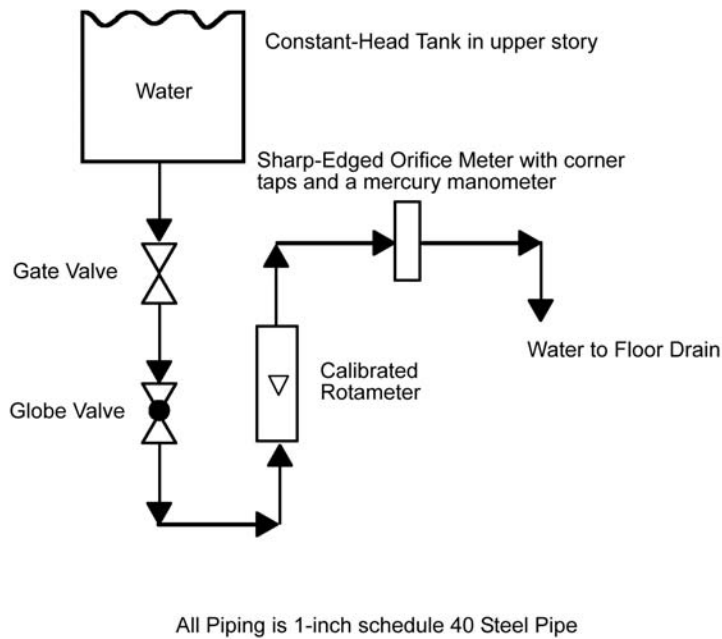 Constant-Head Tank in upper story
Water
Sharp-Edged Orifice Meter with corner
taps and a mercury manometer
Gate Valve
Water to Floor Drain
Calibrated
Rotameter
Globe Valve
All Piping is 1-inch schedule 40 Steel Pipe